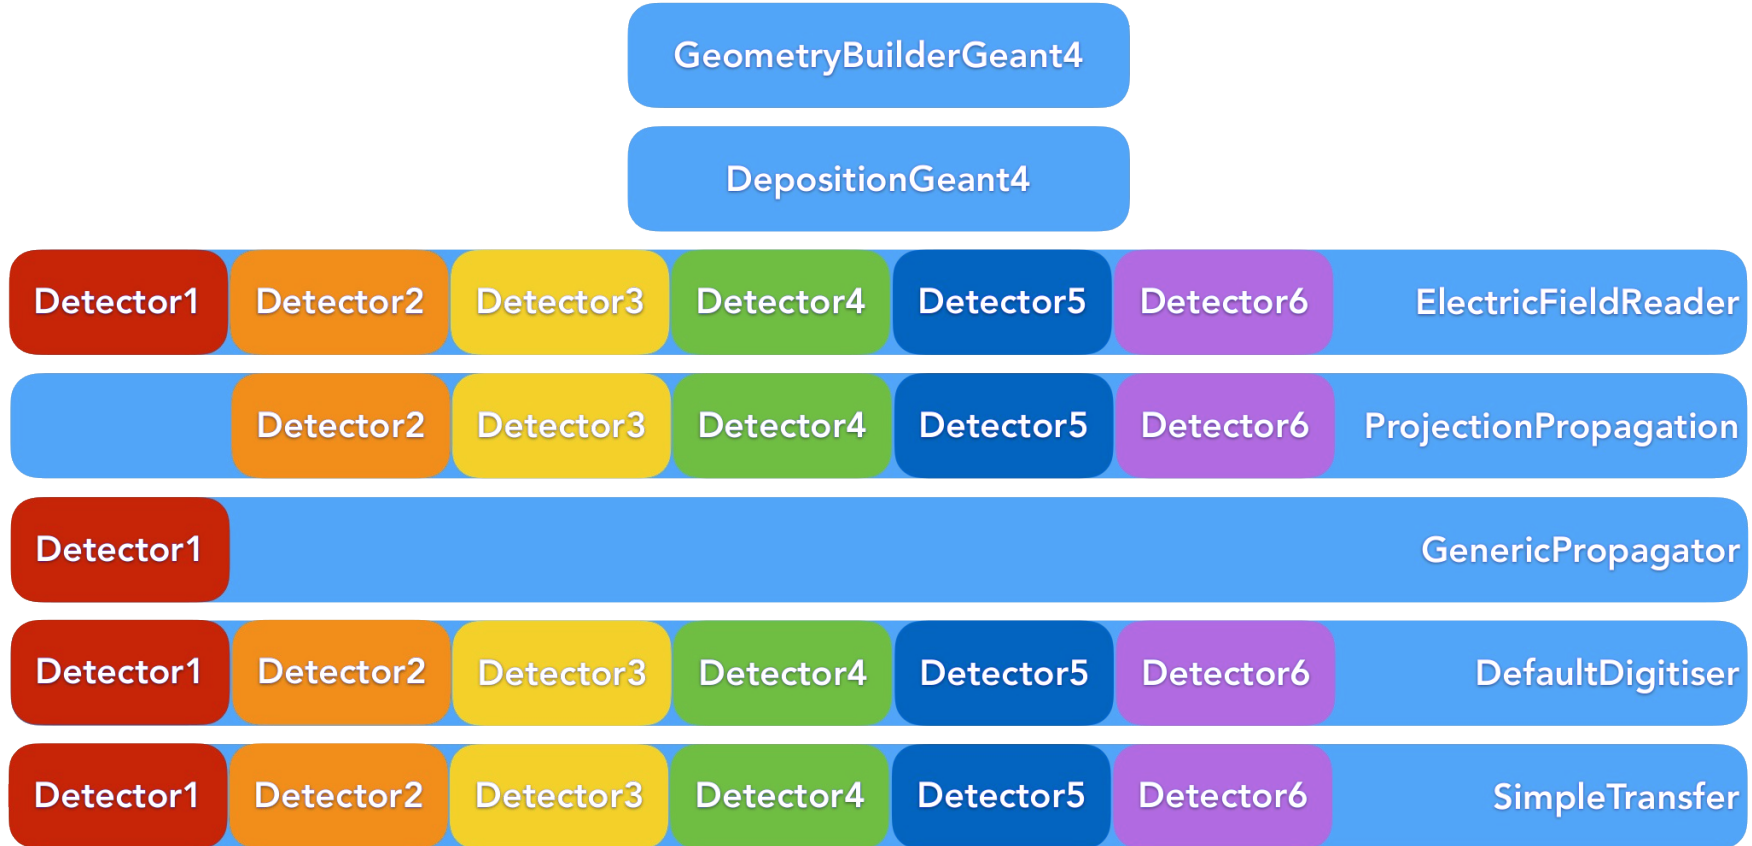 GeometryBuilderGeant4
DepositionGeant4
Detector1 Detector2 Detector3 Detector4 Detector5 Detector6 ElectricFieldReader
Detector2 Detector3 Detector4 Detector5 Detector6 ProjectionPropagation
Detector1 GenericPropagator
Detector1 Detector2 Detector3 Detector4 Detector5 Detector6 DefaultDigitiser
Detector1 Detector2 Detector3 Detector4 Detector5 Detector6 SimpleTransfer